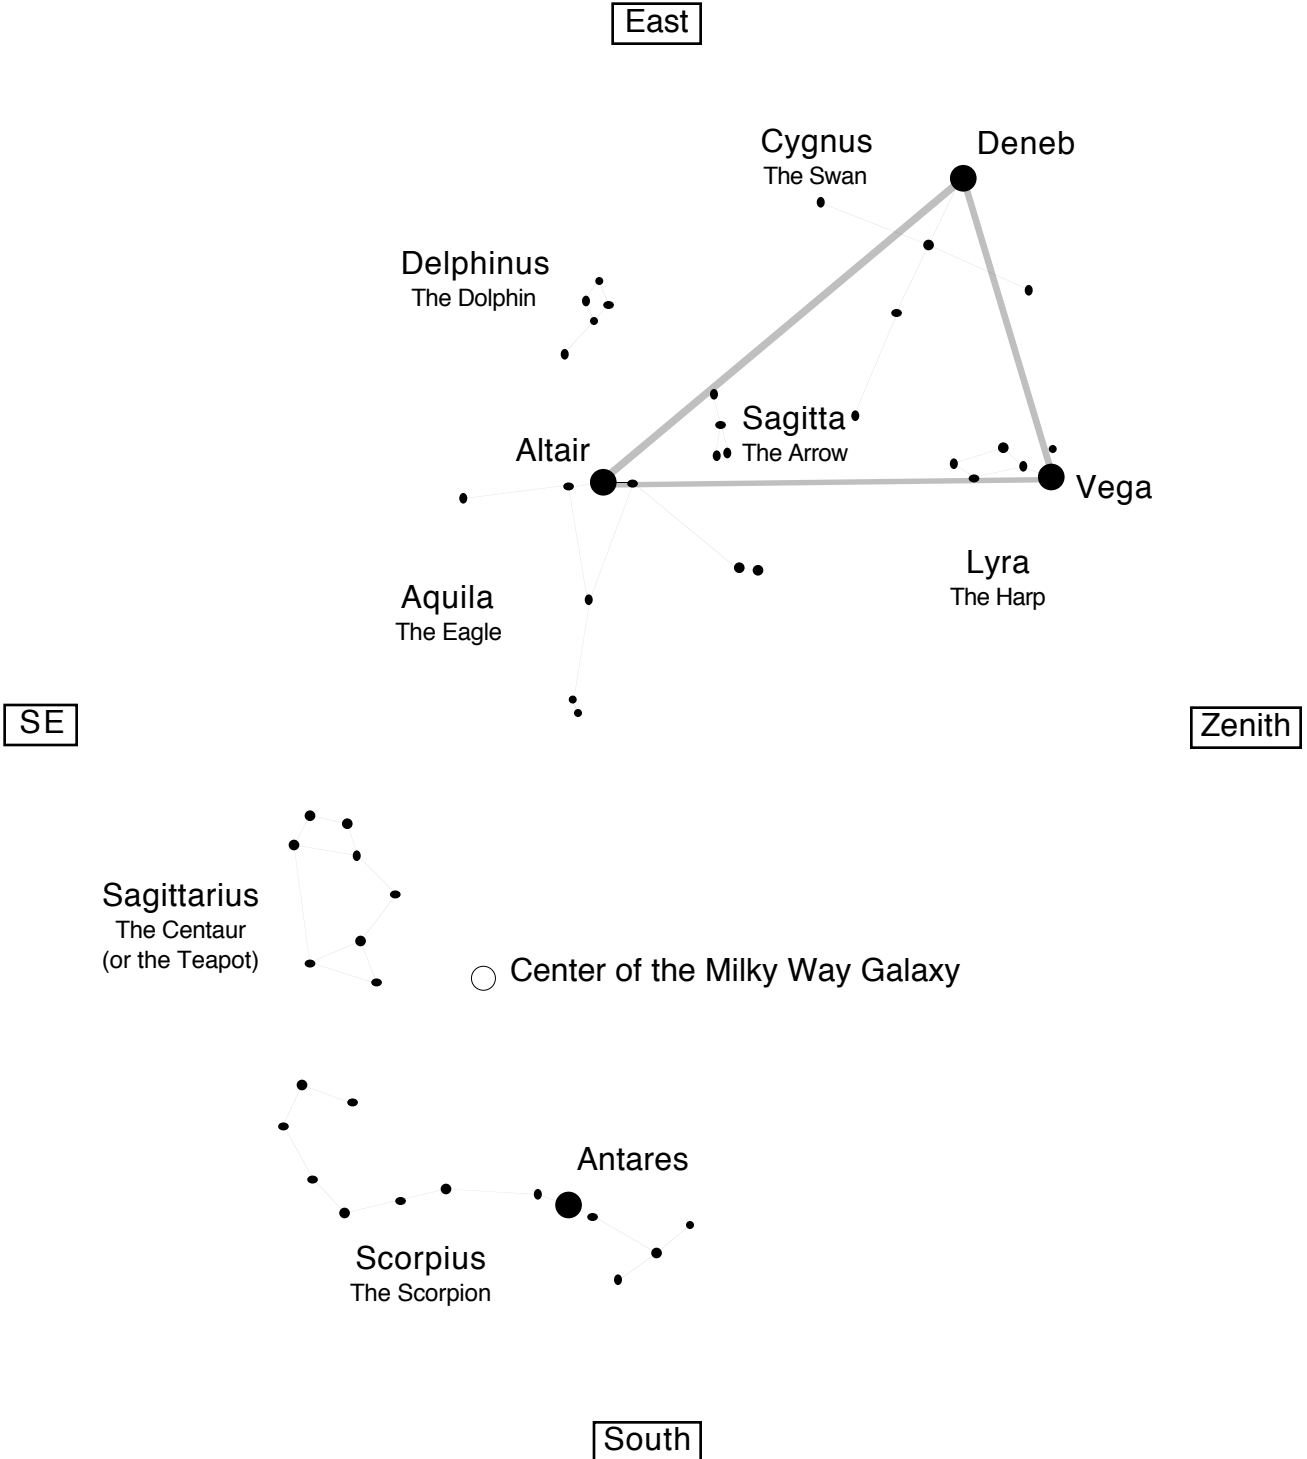 East
Cygnus
The Swan
Deneb
Delphinus
The Dolphin
Sagitta
The Arrow
Altair
Vega
Lyra
The Harp
Aquila
The Eagle
SE
Zenith
Sagittarius
The Centaur
(or the Teapot)
Center of the Milky Way Galaxy
Antares
Scorpius
The Scorpion
South